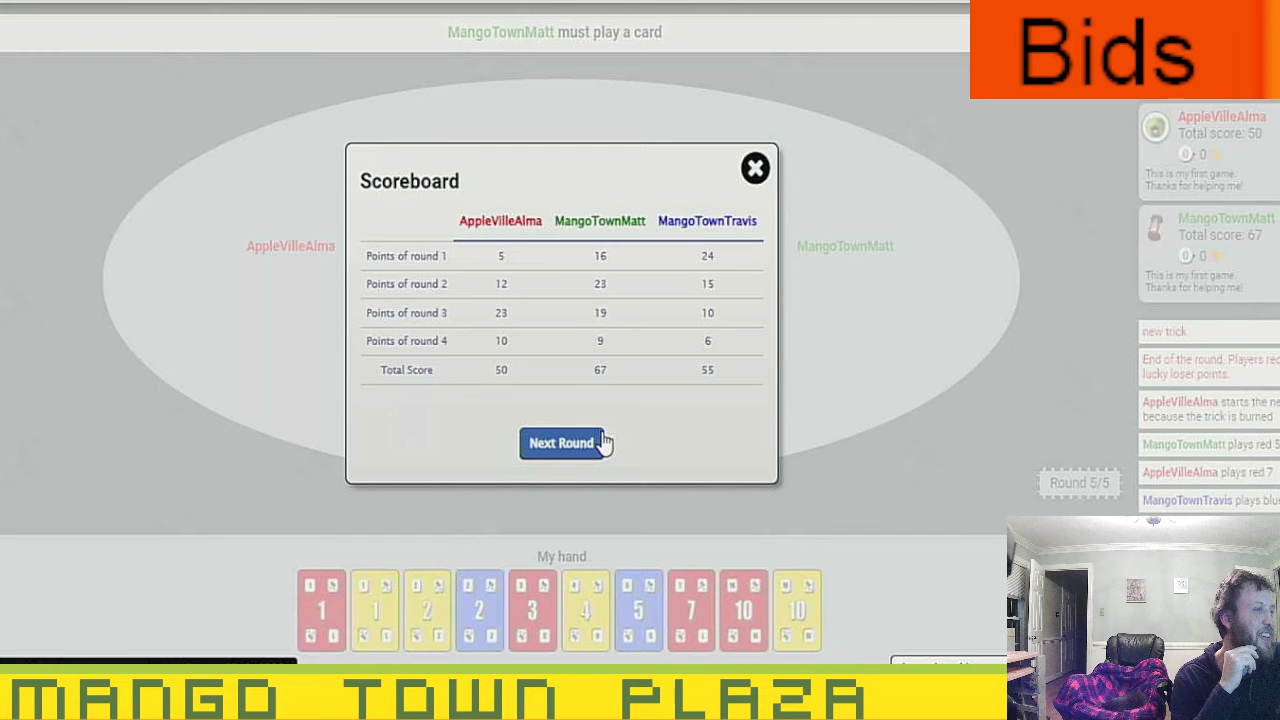 MangoTownMatt must play a card
Bids
AppleVilleAlma
Total score: 50
0 0
This is my first game.
Thanks for helping me!
MangoTownMatt
Total score: 67
0 0
This is my first game.
Thanks for helping me!
AppleVilleAlma
MangoTownMatt
Scoreboard
AppleVilleAlma MangoTownMatt MangoTownTravis
Points of round 1 5 16 24
Points of round 2 12 23 15
Points of round 3 23 19 10
Points of round 4 10 9 6
Total Score 50 67 55
Next Round
Round 5/5
new trick
End of the round. Players
lucky loser points.
AppleVilleAlma starts the
because the trick is burned
MangoTownMatt plays red 5
AppleVilleAlma plays red 7
MangoTownTravis plays
My hand
1 1 2 2 3 4 5 7 10 10
MANGO TOWN PLAZA